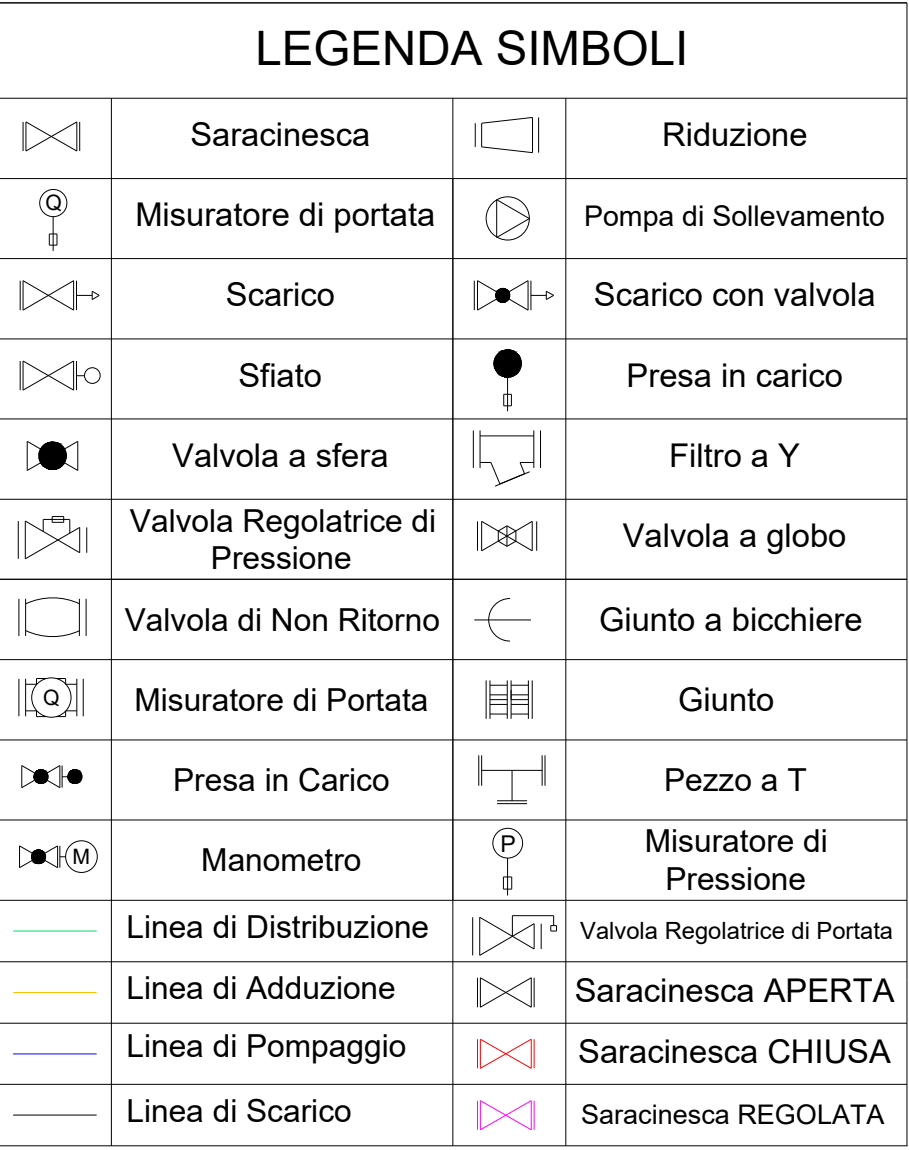 LEGENDA SIMBOLI
Saracinesca
Riduzione
Q
Misuratore di portata
Pompa di Sollevamento
Scarico
Scarico con valvola
Sfiato
Presa in carico
Valvola a sfera
Filtro a Y
Valvola Regolatrice di
Pressione
Valvola a globo
Valvola di Non Ritorno
Giunto a bicchiere
Q
Misuratore di Portata
Giunto
Presa in Carico
Pezzo a T
M
Manometro
P
Misuratore di
Pressione
Linea di Distribuzione
Valvola Regolatrice di Portata
Linea di Adduzione
Saracinesca APERTA
Linea di Pompaggio
Saracinesca CHIUSA
Linea di Scarico
Saracinesca REGOLATA